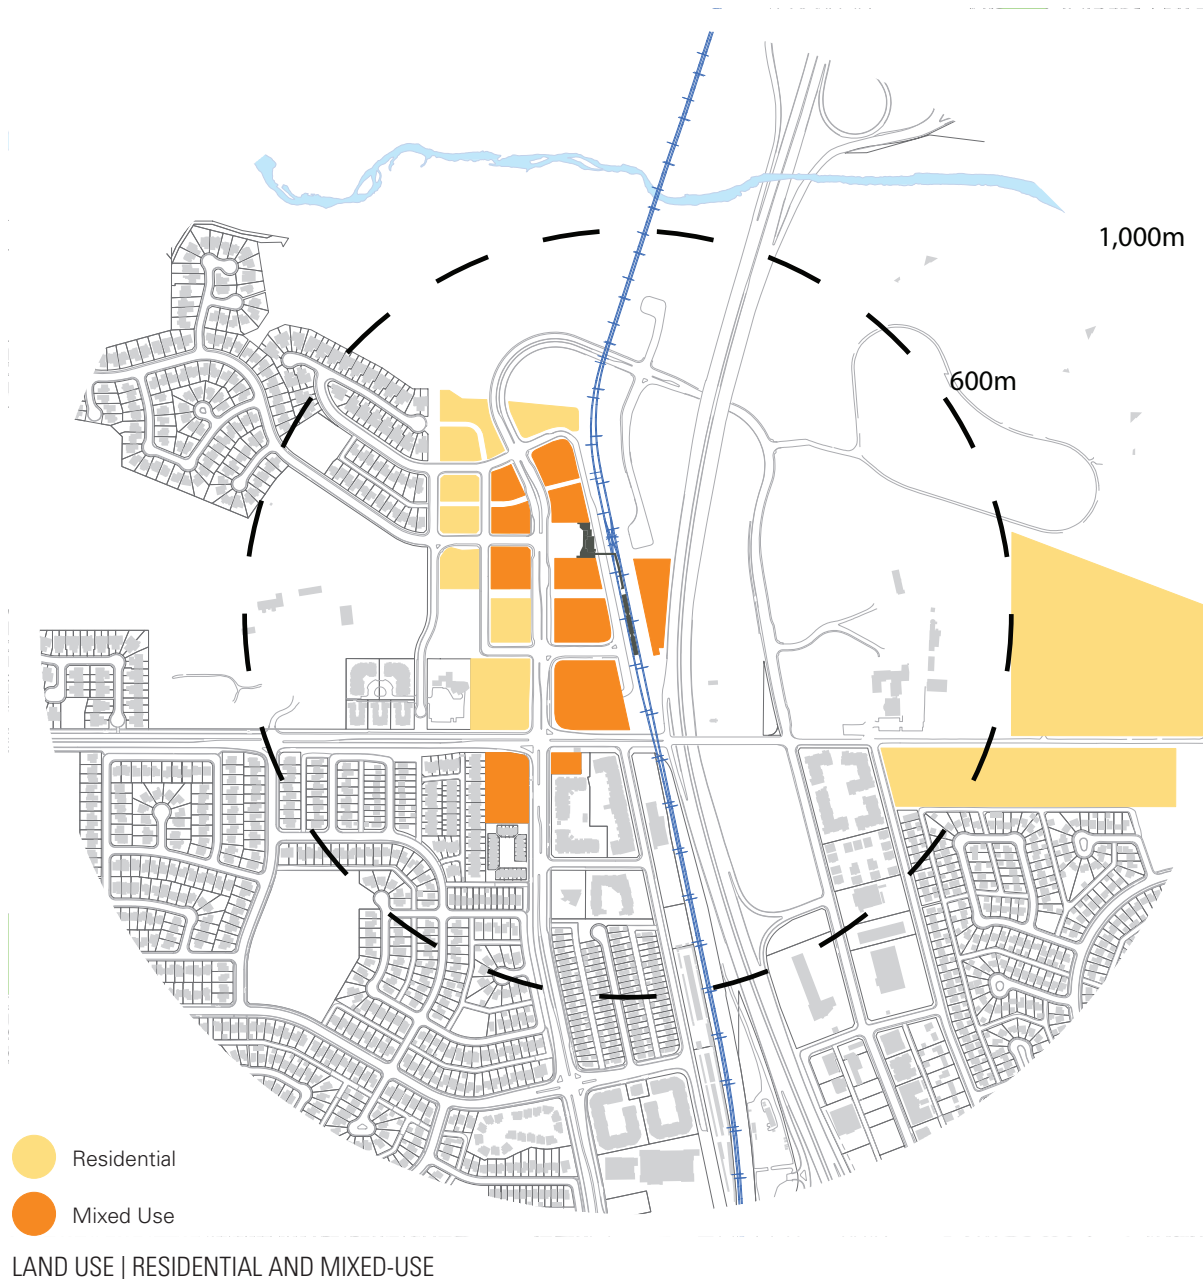 1,000m
600m
Residential
Mixed Use
LAND USE | RESIDENTIAL AND MIXED-USE